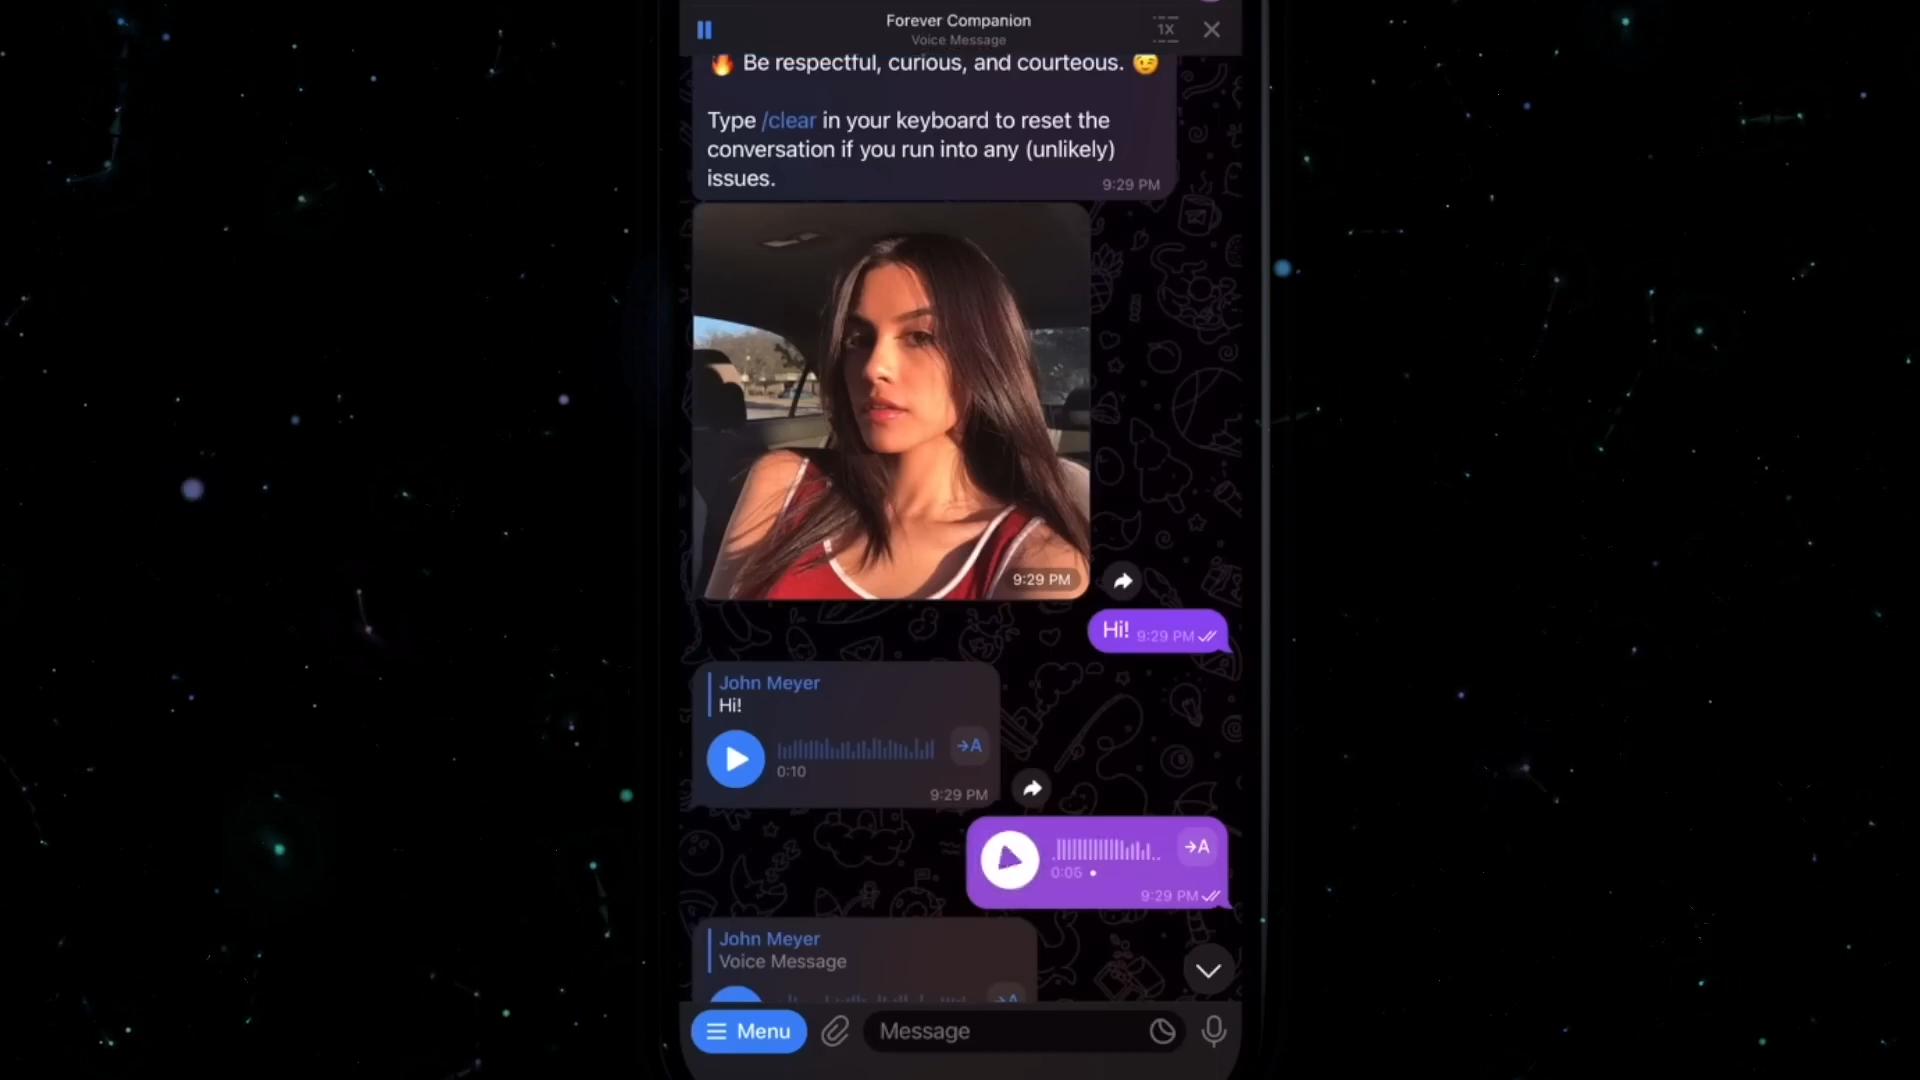 Forever Companion
Voice Message
1X
🔥 Be respectful, curious, and courteous. 😉
Type /clear in your keyboard to reset the
conversation if you run into any (unlikely)
issues.
9:29 PM
9:29 PM
Hi! 9:29 PM
John Meyer
Hi!
→A
0:10
9:29 PM
→A
0:05
9:29 PM
John Meyer
Voice Message
→A
Menu
Message